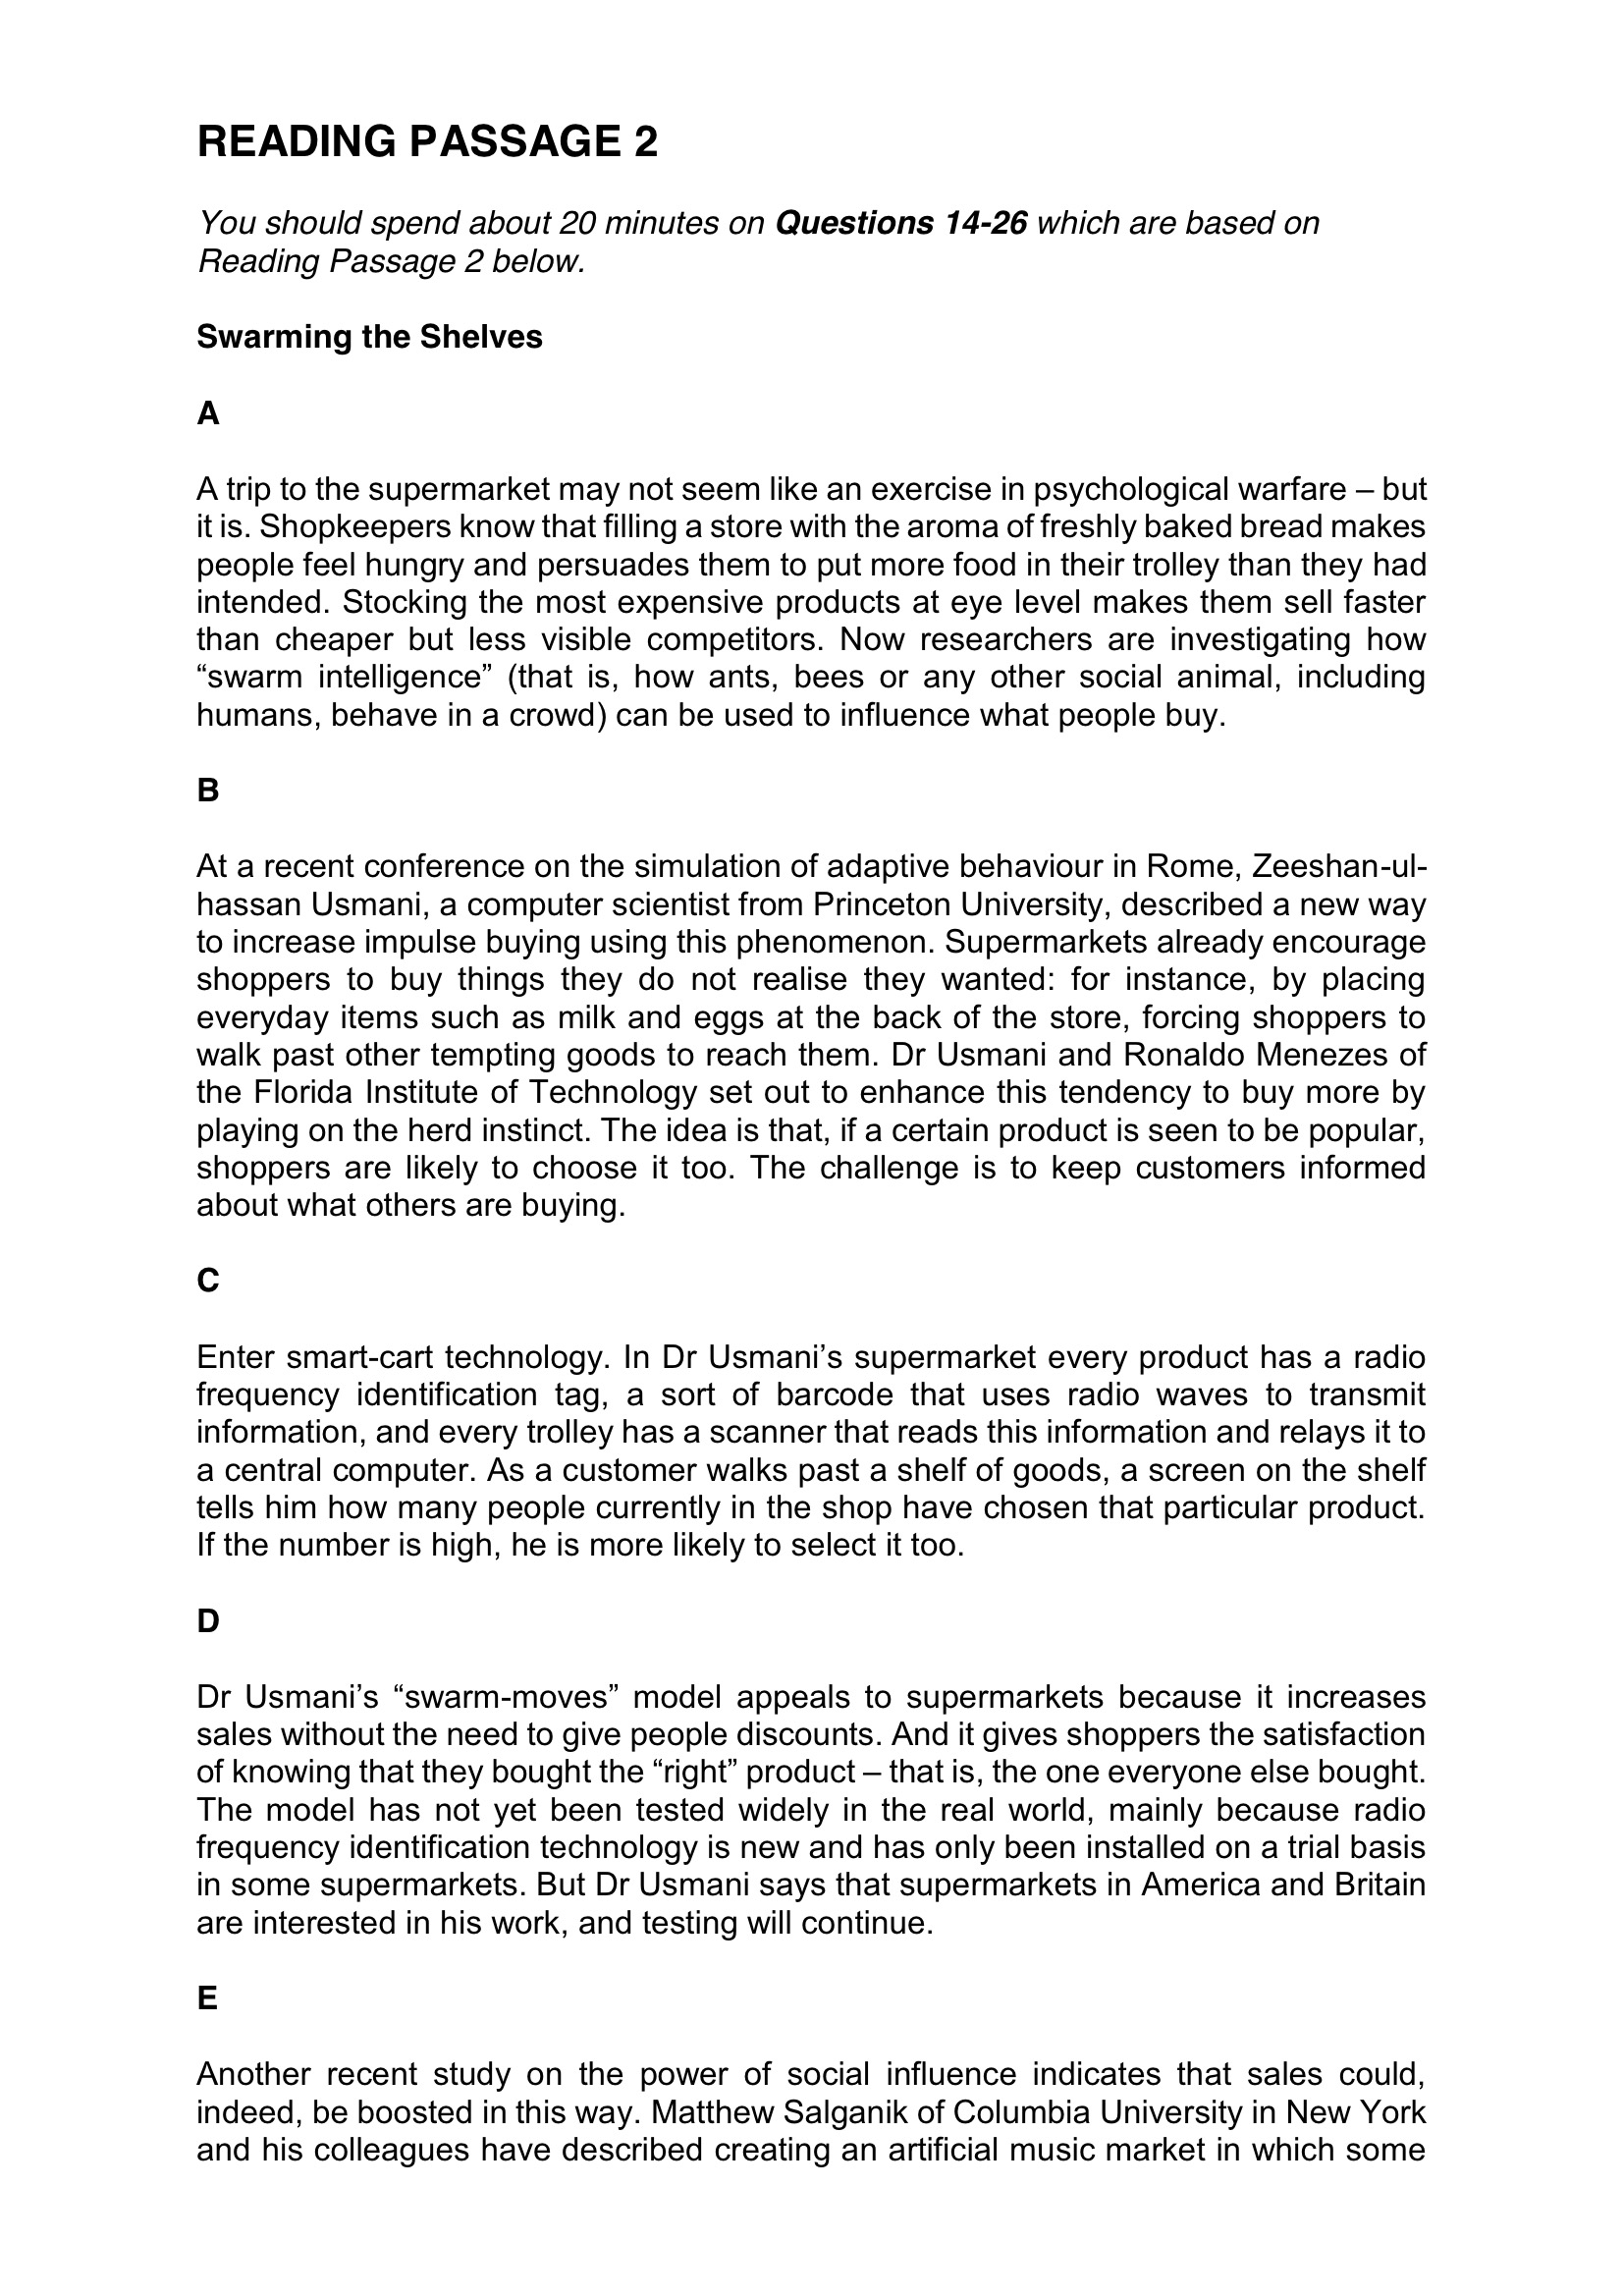 READING PASSAGE 2
You should spend about 20 minutes on Questions 14-26 which are based on
Reading Passage 2 below.
Swarming the Shelves
A
A trip to the supermarket may not seem like an exercise in psychological warfare – but
it is. Shopkeepers know that filling a store with the aroma of freshly baked bread makes
people feel hungry and persuades them to put more food in their trolley than they had
intended. Stocking the most expensive products at eye level makes them sell faster
than cheaper but less visible competitors. Now researchers are investigating how
“swarm intelligence” (that is, how ants, bees or any other social animal, including
humans, behave in a crowd) can be used to influence what people buy.
B
At a recent conference on the simulation of adaptive behaviour in Rome, Zeeshan-ul-
hassan Usmani, a computer scientist from Princeton University, described a new way
to increase impulse buying using this phenomenon. Supermarkets already encourage
shoppers to buy things they do not realise they wanted: for instance, by placing
everyday items such as milk and eggs at the back of the store, forcing shoppers to
walk past other tempting goods to reach them. Dr Usmani and Ronaldo Menezes of
the Florida Institute of Technology set out to enhance this tendency to buy more by
playing on the herd instinct. The idea is that, if a certain product is seen to be popular,
shoppers are likely to choose it too. The challenge is to keep customers informed
about what others are buying.
C
Enter smart-cart technology. In Dr Usmani’s supermarket every product has a radio
frequency identification tag, a sort of barcode that uses radio waves to transmit
information, and every trolley has a scanner that reads this information and relays it to
a central computer. As a customer walks past a shelf of goods, a screen on the shelf
tells him how many people currently in the shop have chosen that particular product.
If the number is high, he is more likely to select it too.
D
Dr Usmani’s “swarm-moves” model appeals to supermarkets because it increases
sales without the need to give people discounts. And it gives shoppers the satisfaction
of knowing that they bought the “right” product – that is, the one everyone else bought.
The model has not yet been tested widely in the real world, mainly because radio
frequency identification technology is new and has only been installed on a trial basis
in some supermarkets. But Dr Usmani says that supermarkets in America and Britain
are interested in his work, and testing will continue.
E
Another recent study on the power of social influence indicates that sales could,
indeed, be boosted in this way. Matthew Salganik of Columbia University in New York
and his colleagues have described creating an artificial music market in which some